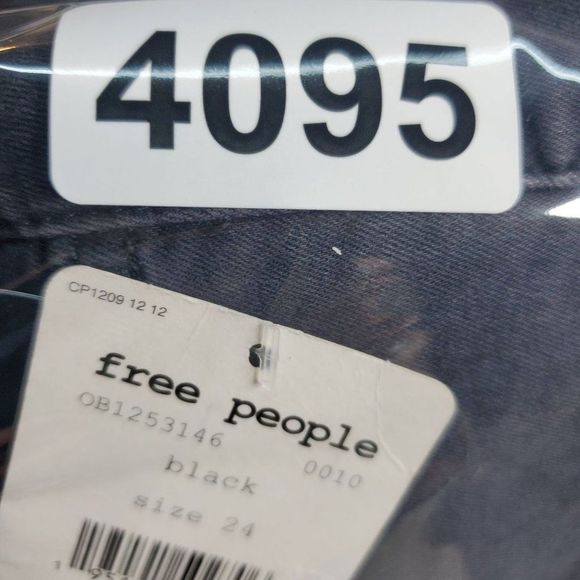 4095
CP1209 12 12
free people
OB1253146 0010
black
size 24